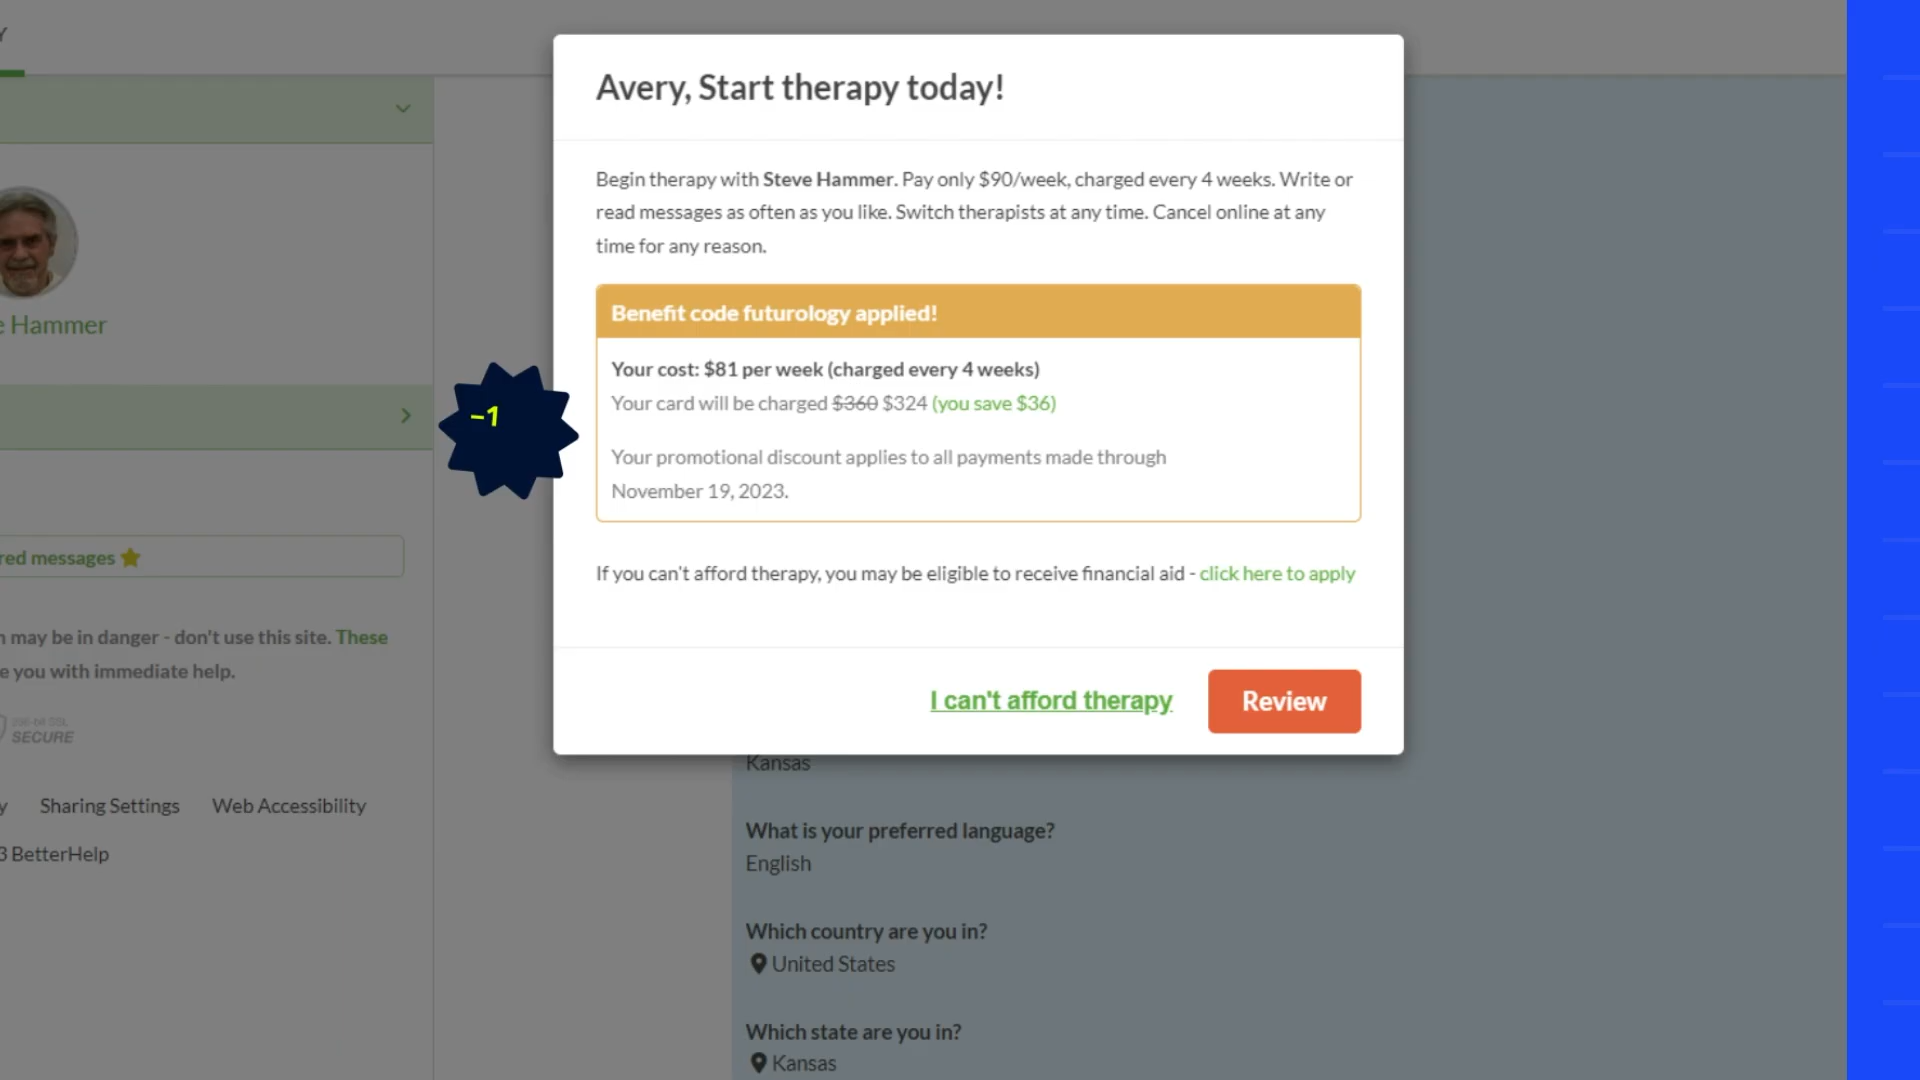 Y
Avery, Start therapy today!
Begin therapy with Steve Hammer. Pay only $90/week, charged every 4 weeks. Write or
read messages as often as you like. Switch therapists at any time. Cancel online at any
time for any reason.
Benefit code futurology applied!
Your cost: $81 per week (charged every 4 weeks)
Your card will be charged $360 $324 (you save $36)
Your promotional discount applies to all payments made through
November 19, 2023.
If you can't afford therapy, you may be eligible to receive financial aid - click here to apply
I can't afford therapy
Review
e Hammer
-1
red messages
n may be in danger - don't use this site. These
e you with immediate help.
256-bit SSL
SECURE
y Sharing Settings Web Accessibility
3 BetterHelp
Kansas
What is your preferred language?
English
Which country are you in?
United States
Which state are you in?
Kansas